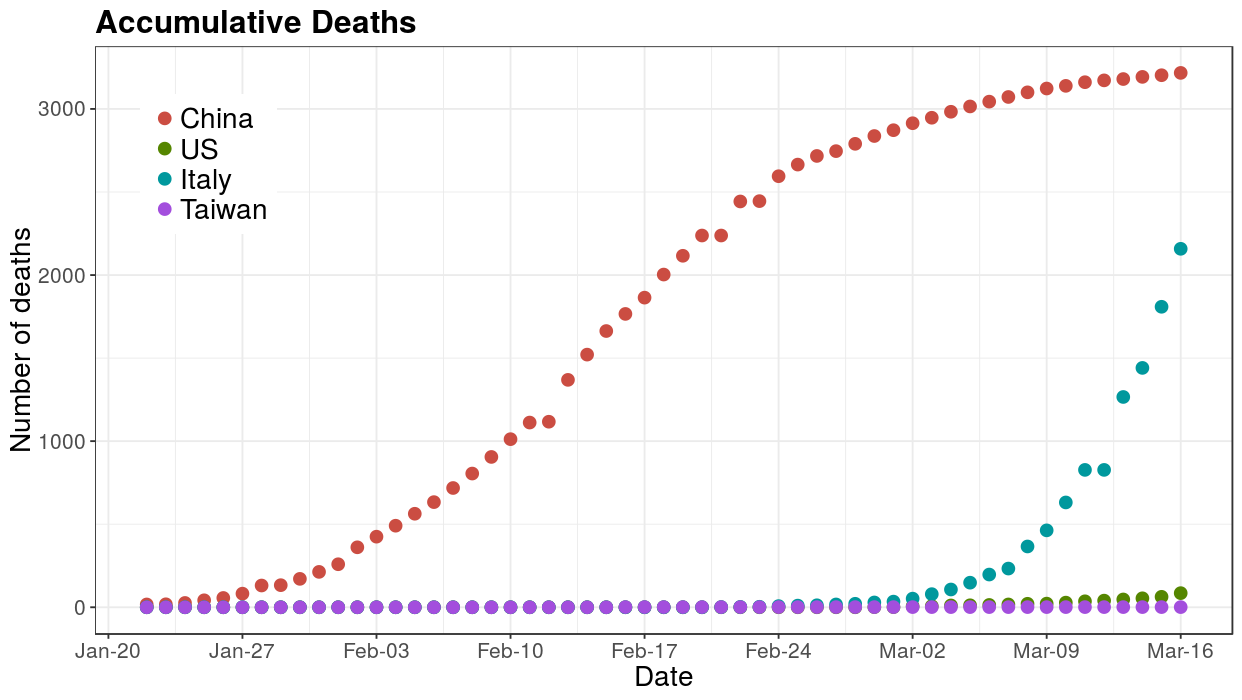 Accumulative Deaths
Number of deaths
3000
2000
1000
0
China
US
Italy
Taiwan
Jan-20 Jan-27 Feb-03 Feb-10 Feb-17 Feb-24 Mar-02 Mar-09 Mar-16
Date